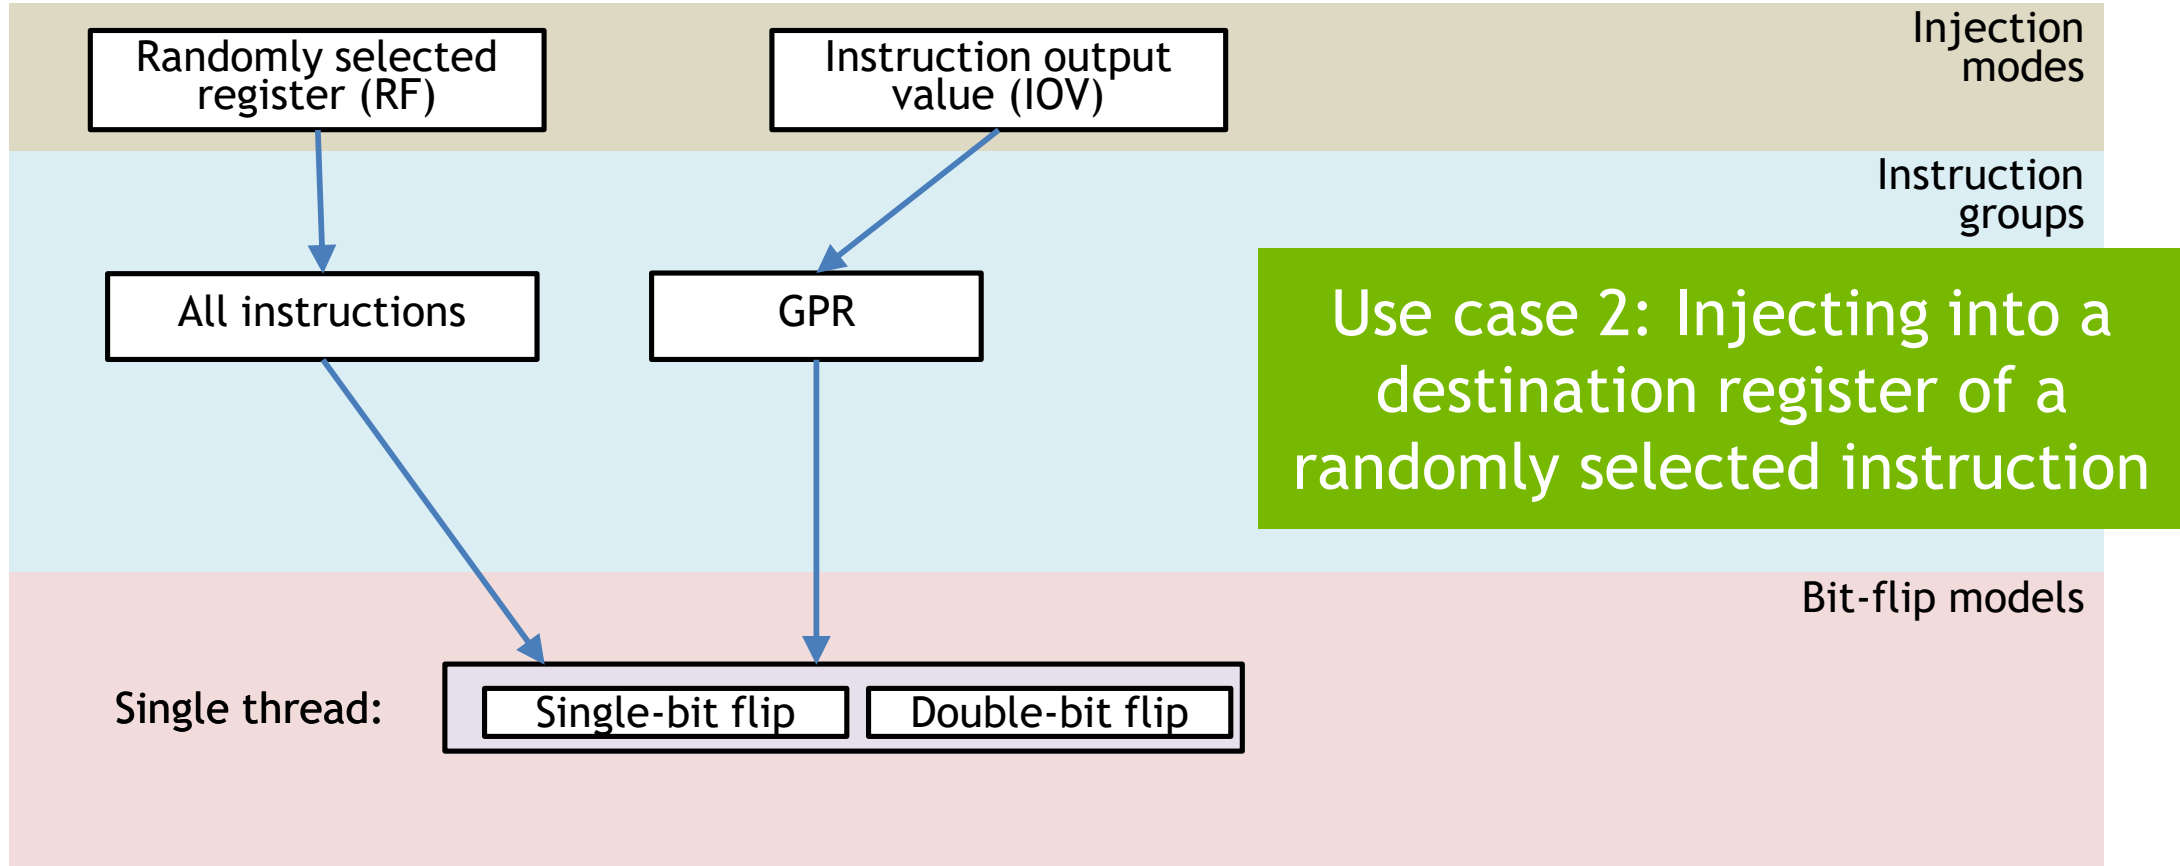 Randomly selected
register (RF)
Instruction output
value (IOV)
Injection
modes
Instruction
groups
All instructions
GPR
Use case 2: Injecting into a
destination register of a
randomly selected instruction
Bit-flip models
Single thread:
Single-bit flip
Double-bit flip